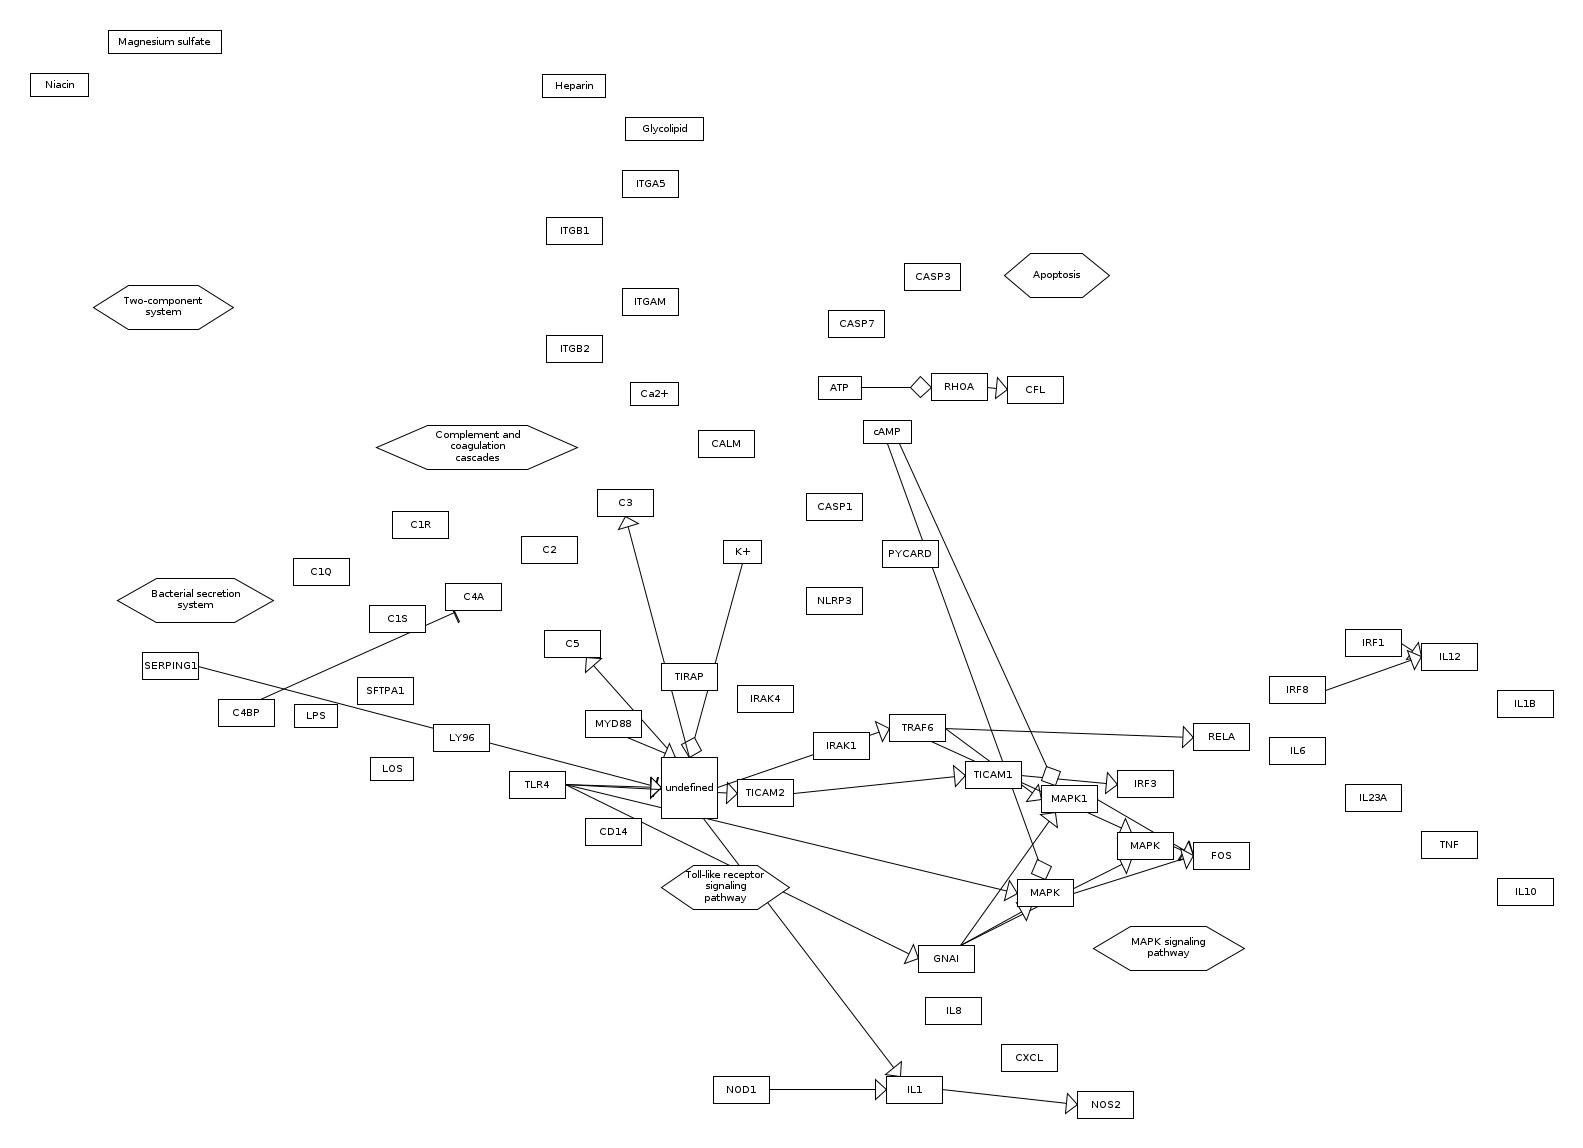 Magnesium sulfate
Niacin
Heparin
Glycolipid
ITGA5
ITGB1
CASP3
Apoptosis
Two-component
system
ITGAM
CASP7
ITGB2
ATP
RHOA
CFL
Ca2+
cAMP
Complement and
coagulation
cascades
CALM
C3
CASP1
C1R
C2
K+
PYCARD
C1Q
Bacterial secretion
system
C4A
NLRP3
C1S
C5
IRF1
IL12
SERPING1
TIRAP
SFTPA1
IRAK4
IRF8
IL1B
C4BP
LPS
MYD88
TRAF6
LY96
IRAK1
RELA
IL6
LOS
TICAM1
TLR4
undefined
TICAM2
IRF3
MAPK1
IL23A
CD14
MAPK
TNF
FOS
Toll-like receptor
signaling
pathway
MAPK
IL10
MAPK signaling
pathway
GNAI
IL8
CXCL
NOD1
IL1
NOS2